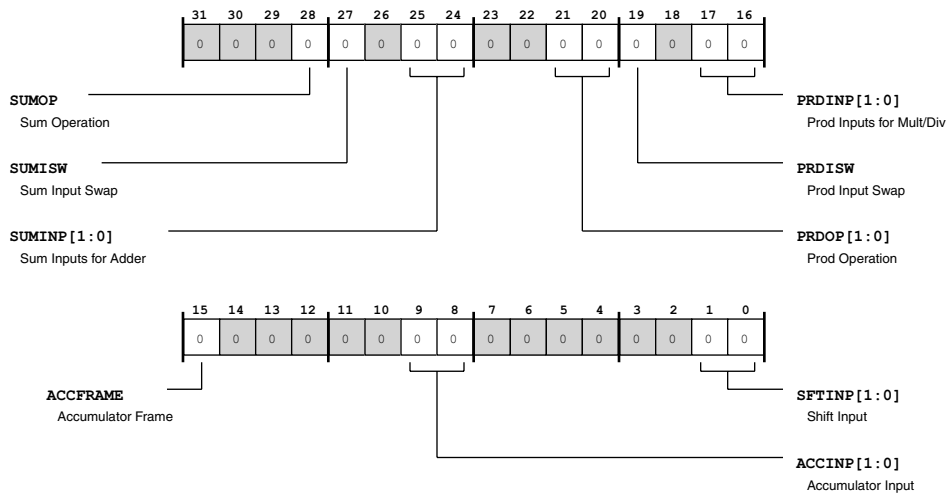 31 30 29 28 27 26 25 24 23 22 21 20 19 18 17 16
0 0 0 0 0 0 0 0 0 0 0 0 0 0 0 0
SUMOP
Sum Operation
PRDINP[1:0]
Prod Inputs for Mult/Div
SUMISW
Sum Input Swap
PRDISW
Prod Input Swap
SUMINP[1:0]
Sum Inputs for Adder
PRDOP[1:0]
Prod Operation
15 14 13 12 11 10 9 8 7 6 5 4 3 2 1 0
0 0 0 0 0 0 0 0 0 0 0 0 0 0 0 0
ACCFRAME
Accumulator Frame
SFTINP[1:0]
Shift Input
ACCINP[1:0]
Accumulator Input